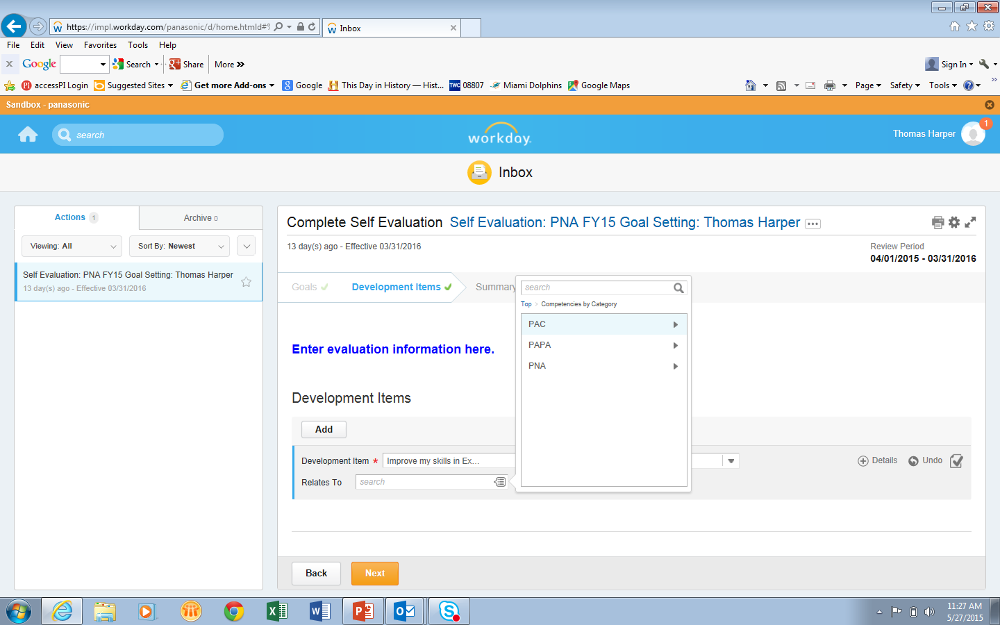 https://impl.workday.com/panasonic/d/home.htmld#
Inbox
File Edit View Favorites Tools Help
x Google Search Share More »
Sign In
accessPI Login Suggested Sites Get more Add-ons Google This Day in History — Hist... TWC 08807 Miami Dolphins Google Maps
Page Safety Tools
Sandbox - panasonic
search
workday.
Thomas Harper
1
Inbox
Actions 1
Archive 0
Viewing: All
Sort By: Newest
Self Evaluation: PNA FY15 Goal Setting: Thomas Harper
13 day(s) ago - Effective 03/31/2016
Complete Self Evaluation Self Evaluation: PNA FY15 Goal Setting: Thomas Harper
13 day(s) ago - Effective 03/31/2016
Review Period
04/01/2015 - 03/31/2016
Goals
Development Items
Summary
search
Top > Competencies by Category
PAC
PAPA
PNA
Enter evaluation information here.
Development Items
Add
Development Item * Improve my skills in Ex...
Details Undo
Relates To search
Back Next
11:27 AM
5/27/2015